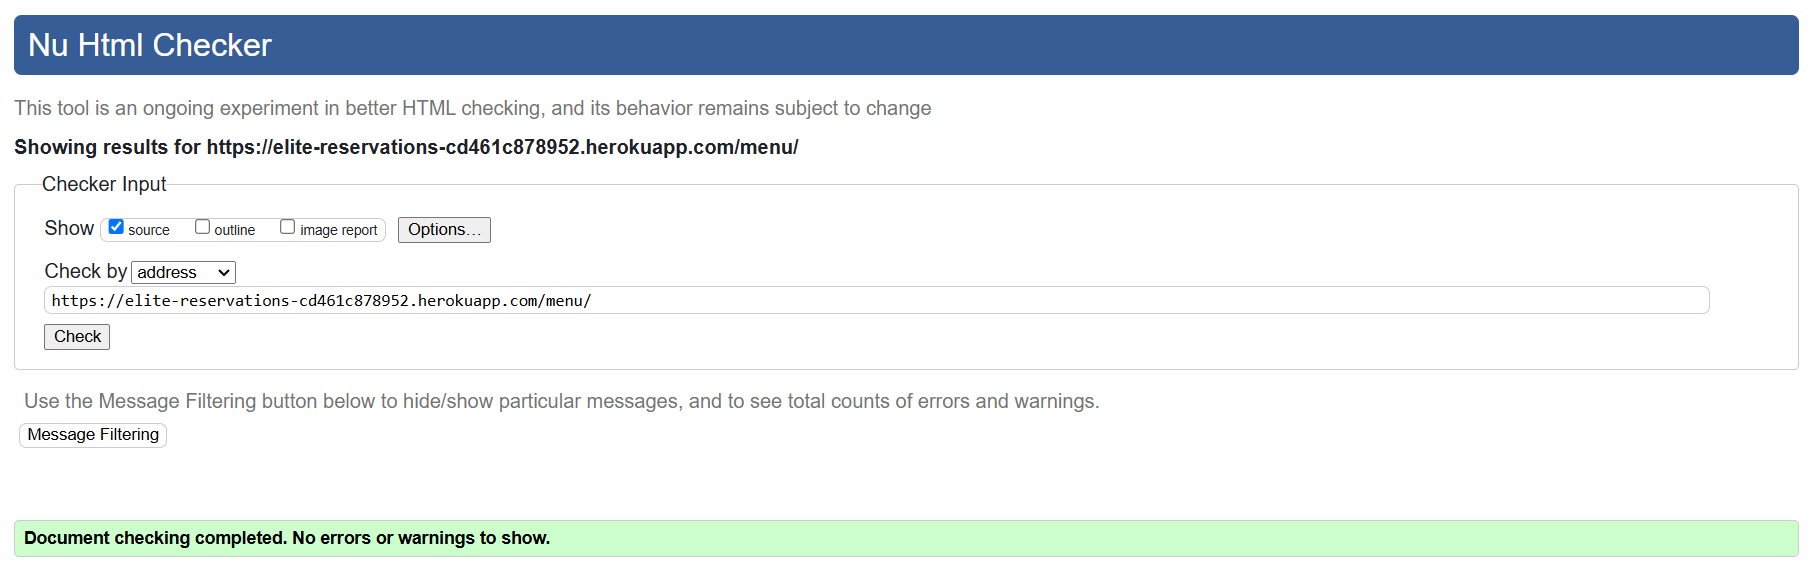 Nu Html Checker
This tool is an ongoing experiment in better HTML checking, and its behavior remains subject to change
Showing results for https://elite-reservations-cd461c878952.herokuapp.com/menu/
Checker Input
Show source outline image report Options...
Check by address
https://elite-reservations-cd461c878952.herokuapp.com/menu/
Check
Use the Message Filtering button below to hide/show particular messages, and to see total counts of errors and warnings.
Message Filtering
Document checking completed. No errors or warnings to show.